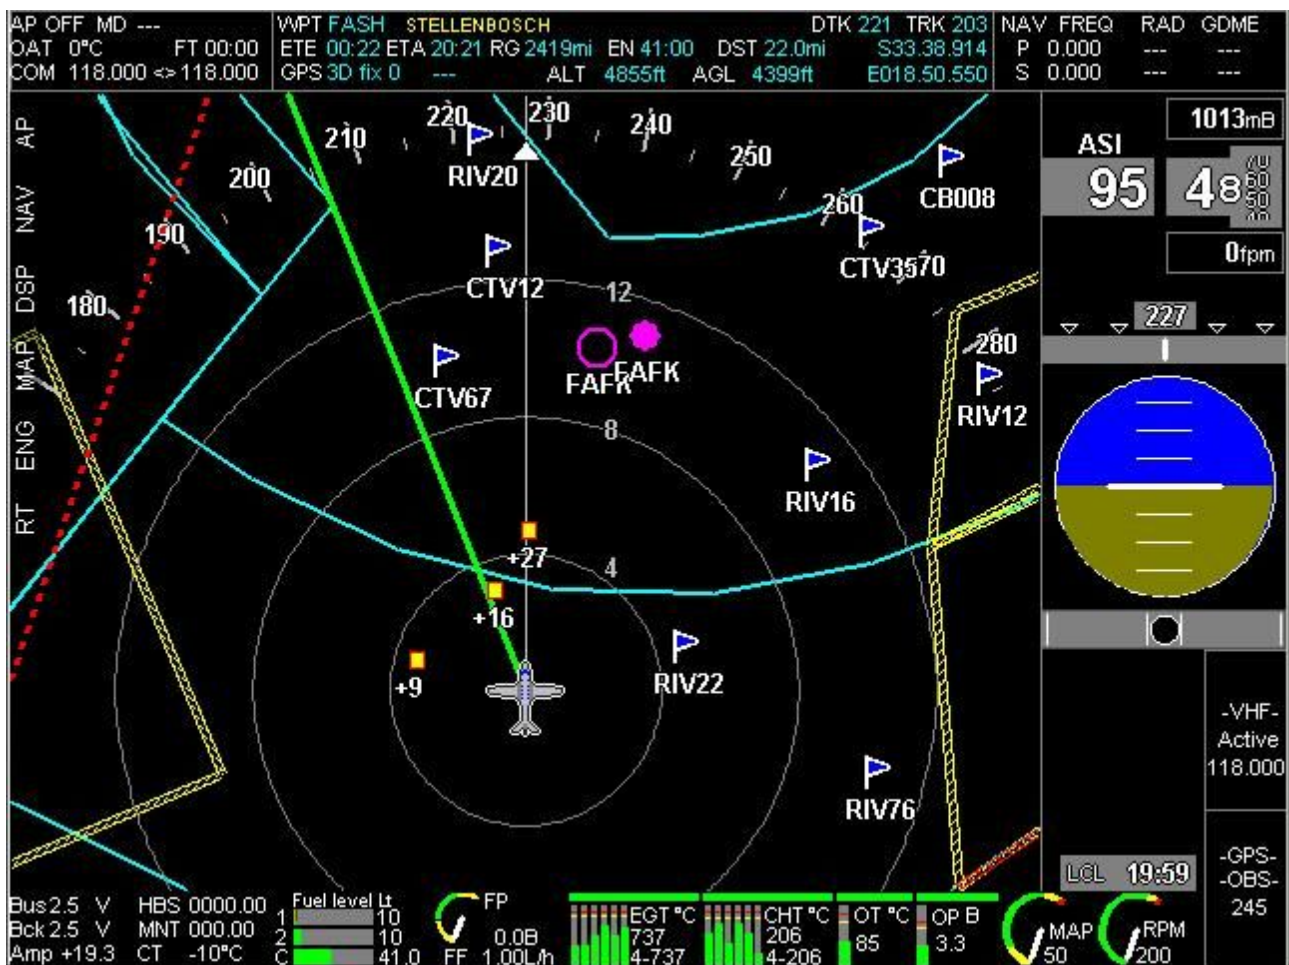 AP OFF MD ---
OAT 0°C FT 00:00
COM 118.000 <> 118.000
WPT FASH STELLENBOSCH DTK 221 TRK 203
ETE 00:22 ETA 20:21 RG 2419mi EN 41:00 DST 22.0mi S33.38.914
GPS 3D fix 0 --- ALT 4855ft AGL 4399ft E018.50.550
NAV FREQ RAD GDME
P 0.000 --- ---
S 0.000 --- ---
AP
NAV
DSP
MAP
ENG
RT
180
190
200
210
220
230
240
250
260
70
280
RIV20
CB008
CTV12
CTV35
12
FAFK
FAFK
CTV67
RIV12
8
RIV16
+27
4
+16
RIV22
+9
RIV76
1013mB
ASI
95
48
0fpm
227
-VHF-
Active
118.000
LCL 19:59
-GPS-
-OBS-
245
Bus 2.5 V
Bck 2.5 V
Amp +19.3
HBS 0000.00
MNT 000.00
CT -10°C
Fuel level Lt
1 10
2 10
C 41.0
FP
0.0B
FF 1.00L/h
EGT °C
737
4-737
CHT °C
206
4-206
OT °C
85
OP B
3.3
MAP
50
RPM
200